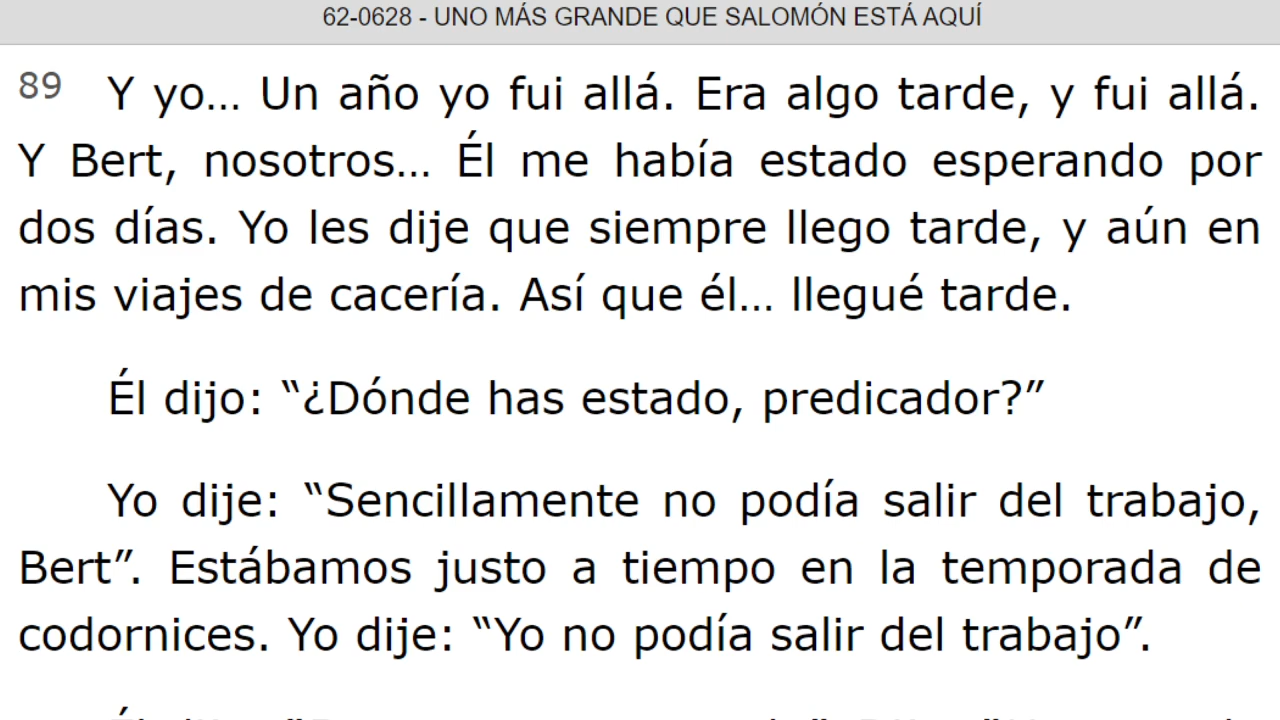 62-0628 - UNO MÁS GRANDE QUE SALOMÓN ESTÁ AQUÍ
89 Y yo… Un año yo fui allá. Era algo tarde, y fui allá.
Y Bert, nosotros… Él me había estado esperando por
dos días. Yo les dije que siempre llego tarde, y aún en
mis viajes de cacería. Así que él… llegué tarde.
Él dijo: “¿Dónde has estado, predicador?”
Yo dije: “Sencillamente no podía salir del trabajo,
Bert”. Estábamos justo a tiempo en la temporada de
codornices. Yo dije: “Yo no podía salir del trabajo”.